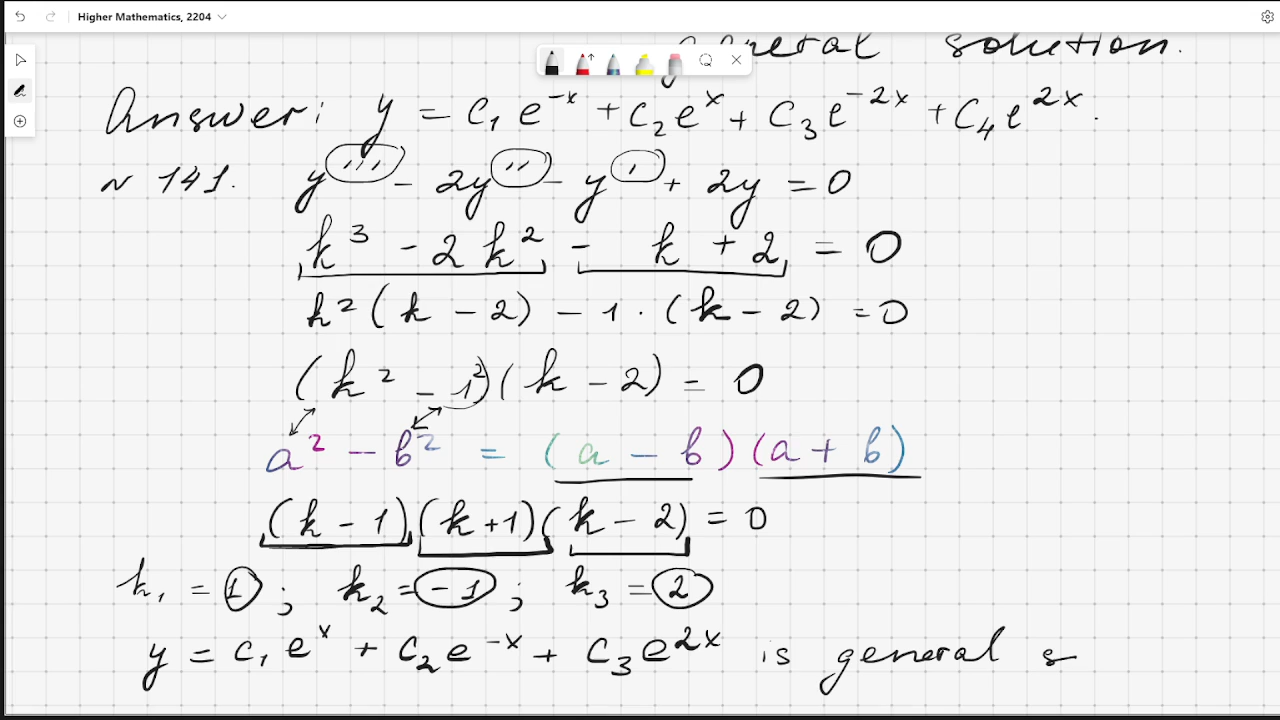 Higher Mathematics, 2204
general solution.
Answer: y = C₁e⁻ˣ + C₂eˣ + C₃e⁻²ˣ + C₄e²ˣ.
~ 141. y''' - 2y'' - y' + 2y = 0
k³ - 2k² - k + 2 = 0
k²(k - 2) - 1 · (k - 2) = 0
(k² - 1²)(k - 2) = 0
a² - b² = (a - b)(a + b)
(k - 1)(k + 1)(k - 2) = 0
k₁ = 1; k₂ = -1; k₃ = 2
y = C₁eˣ + C₂e⁻ˣ + C₃e²ˣ is general s